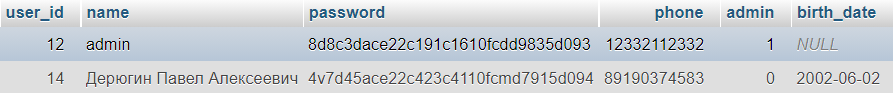 user_id name password phone admin birth_date
12 admin 8d8c3dace22c191c1610fcdd9835d093 12332112332 1 NULL
14 Дерюгин Павел Алексеевич 4v7d45ace22c423c4110fcmd7915d094 89190374583 0 2002-06-02